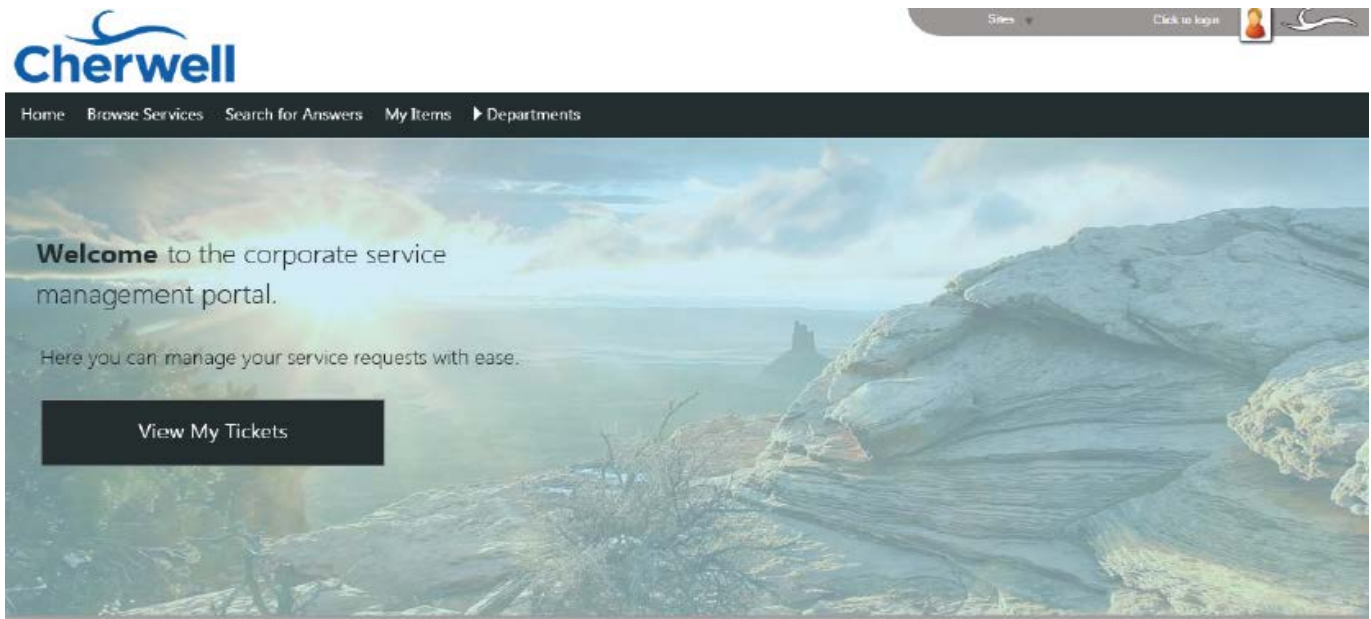 Sites
Click to login
Cherwell
Home Browse Services Search for Answers My Items Departments
Welcome to the corporate service
management portal.
Here you can manage your service requests with ease.
View My Tickets